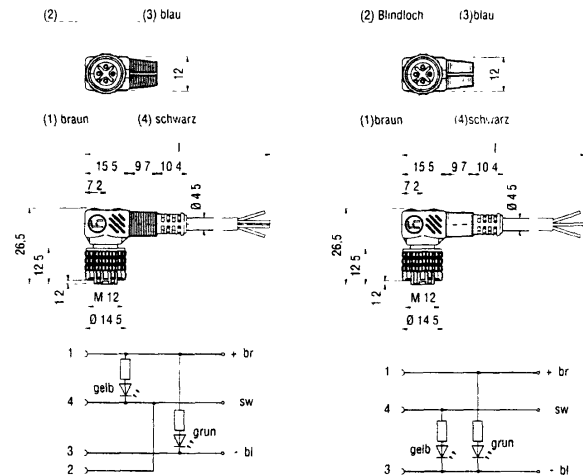 (2) (3) blau
12
(1) braun (4) schwarz
15 5 9 7 10 4
7 2
Ø 4 5
26,5
12 5
1 2
M 12
Ø 14 5
1 + br
gelb
4 sw
grun
3 - bl
2
(2) Blindloch (3)blau
12
(1)braun (4)schwarz
15 5 9 7 10 4
7 2
Ø 4 5
26,5
12 5
1 2
M 12
Ø 14 5
1 + br
4 sw
gelb grun
3 - bl